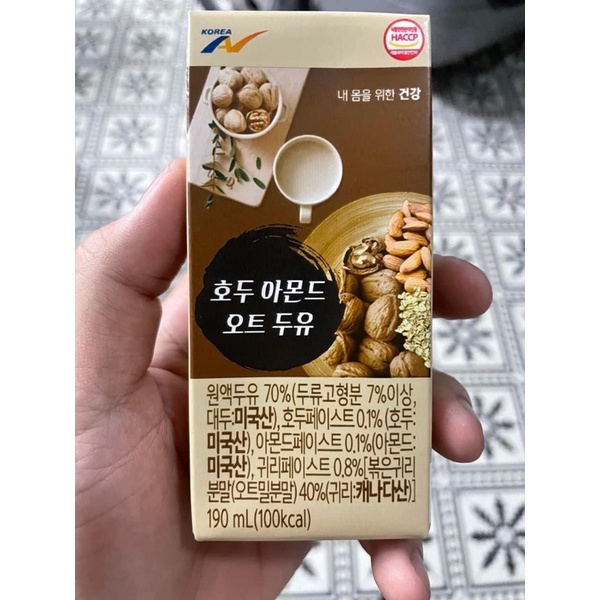 KOREA
HACCP
내 몸을 위한 건강
호두 아몬드
오트 두유
원액두유 70%(두류고형분 7%이상,
대두:미국산), 호두페이스트 0.1% (호두:
미국산), 아몬드페이스트 0.1%(아몬드:
미국산), 귀리페이스트 0.8%[볶은귀리
분말(오트밀분말) 40%(귀리:캐나다산)]
190 mL(100kcal)